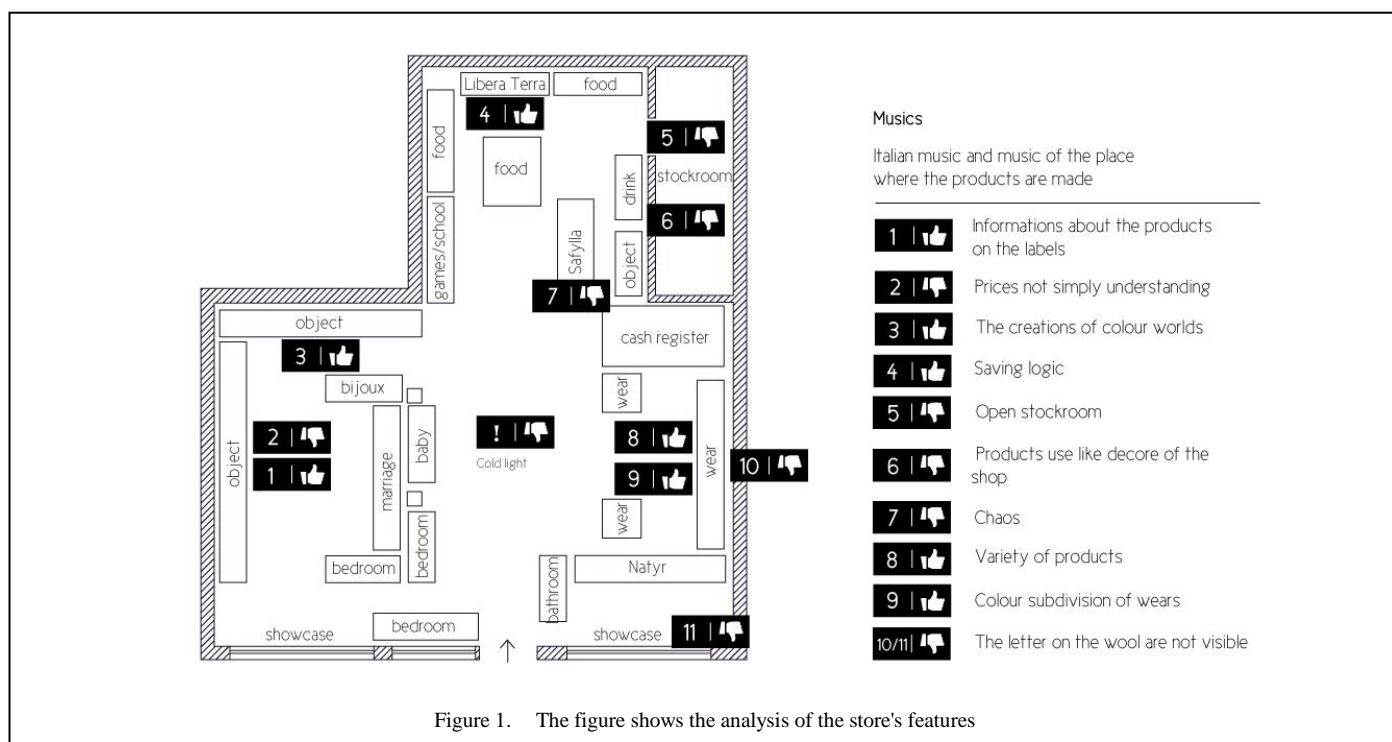 Libera Terra
food
4
food
food
5
stockroom
drink
6
games/school
Safylla
object
7
object
cash register
3
bijoux
wear
!
Cold light
8
2
baby
wear
10
object
1
marriage
9
wear
bedroom
bedroom
bathroom
Natyr
bedroom
showcase
showcase
11
Musics
Italian music and music of the place
where the products are made
1 Informations about the products
on the labels
2 Prices not simply understanding
3 The creations of colour worlds
4 Saving logic
5 Open stockroom
6 Products use like decore of the
shop
7 Chaos
8 Variety of products
9 Colour subdivision of wears
10/11 The letter on the wool are not visible
Figure 1. The figure shows the analysis of the store's features